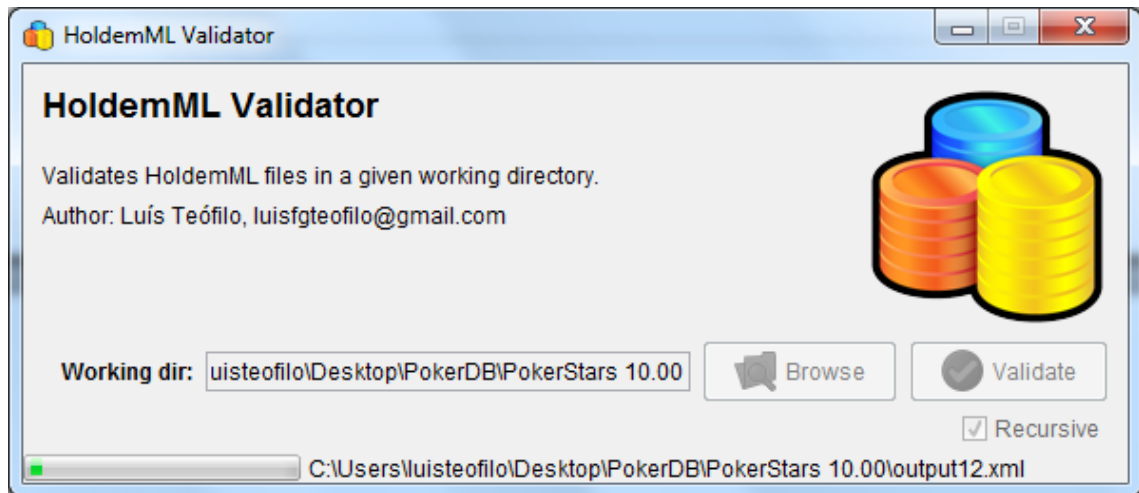 HoldemML Validator
HoldemML Validator
Validates HoldemML files in a given working directory.
Author: Luís Teófilo, luisfgteofilo@gmail.com
Working dir: uisteofilo\Desktop\PokerDB\PokerStars 10.00 Browse Validate
Recursive
C:\Users\luisteofilo\Desktop\PokerDB\PokerStars 10.00\output12.xml